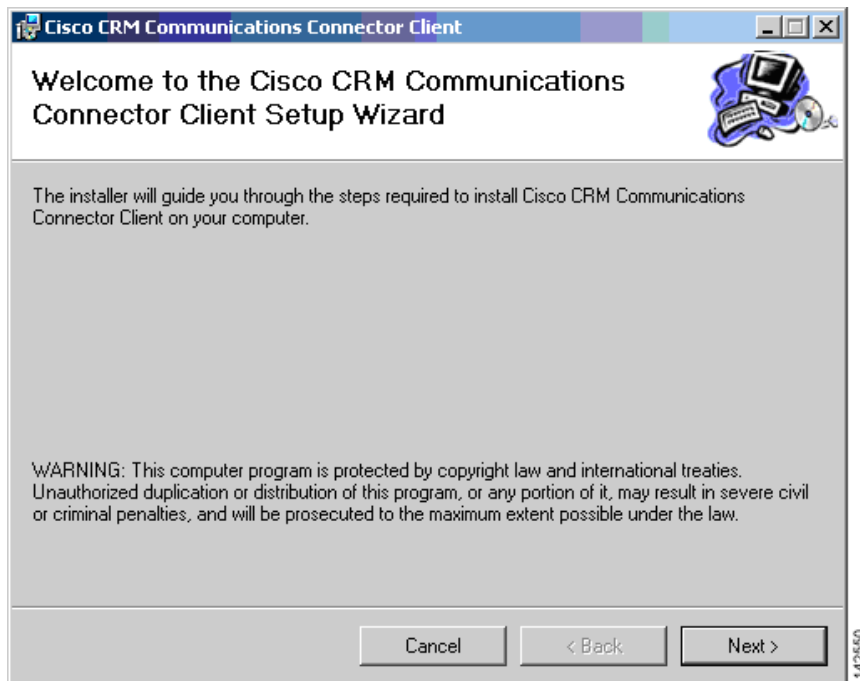 Cisco CRM Communications Connector Client
Welcome to the Cisco CRM Communications
Connector Client Setup Wizard
The installer will guide you through the steps required to install Cisco CRM Communications
Connector Client on your computer.
WARNING: This computer program is protected by copyright law and international treaties.
Unauthorized duplication or distribution of this program, or any portion of it, may result in severe civil
or criminal penalties, and will be prosecuted to the maximum extent possible under the law.
Cancel
< Back
Next >